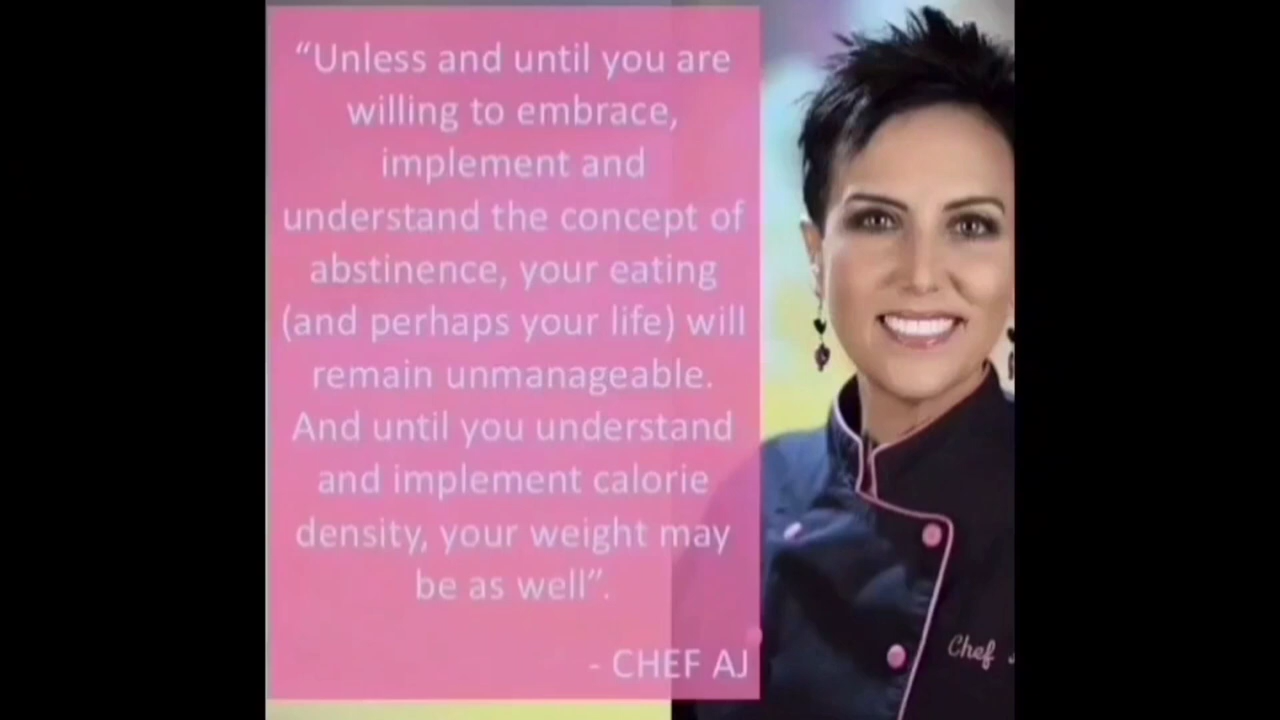 “Unless and until you are
willing to embrace,
implement and
understand the concept of
abstinence, your eating
(and perhaps your life) will
remain unmanageable.
And until you understand
and implement calorie
density, your weight may
be as well”.
- CHEF AJ
Chef